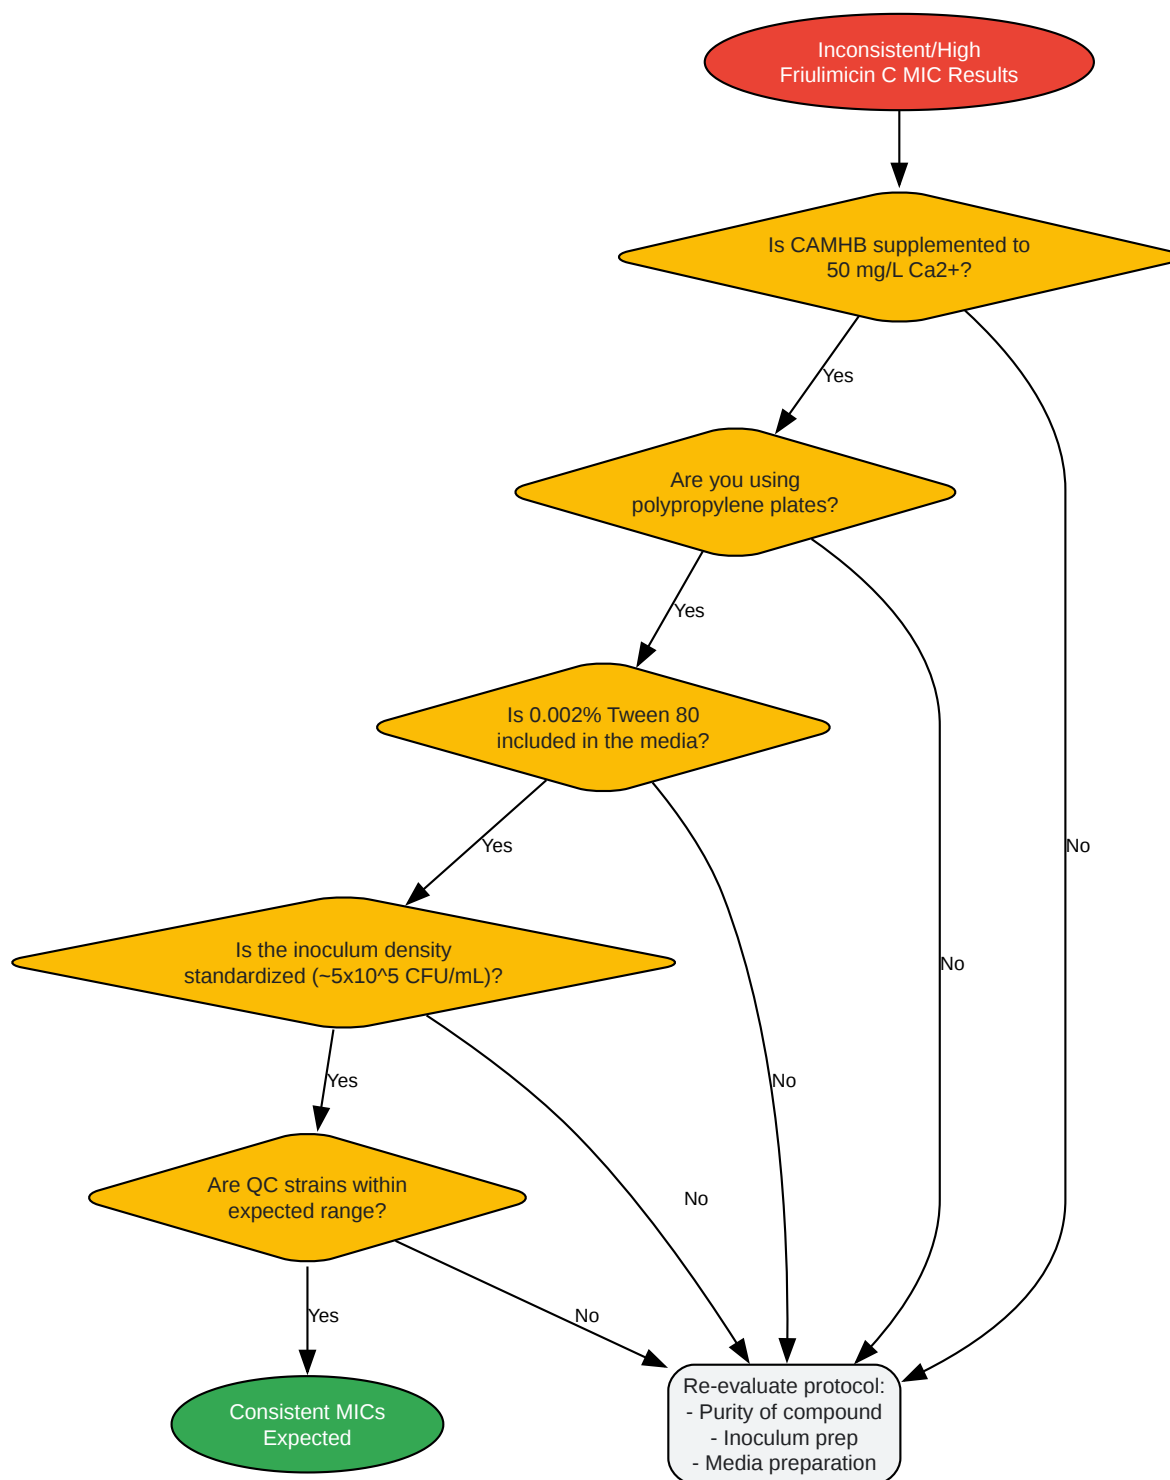 Inconsistent/High
Friulimicin C MIC Results
Is CAMHB supplemented to
50 mg/L Ca2+?
Yes
Are you using
polypropylene plates?
Yes
Is 0.002% Tween 80
included in the media?
Yes
No
Is the inoculum density
standardized (~5x10^5 CFU/mL)?
No
Yes
No
Are QC strains within
expected range?
No
Yes
No
Consistent MICs
Expected
Re-evaluate protocol:
- Purity of compound
- Inoculum prep
- Media preparation